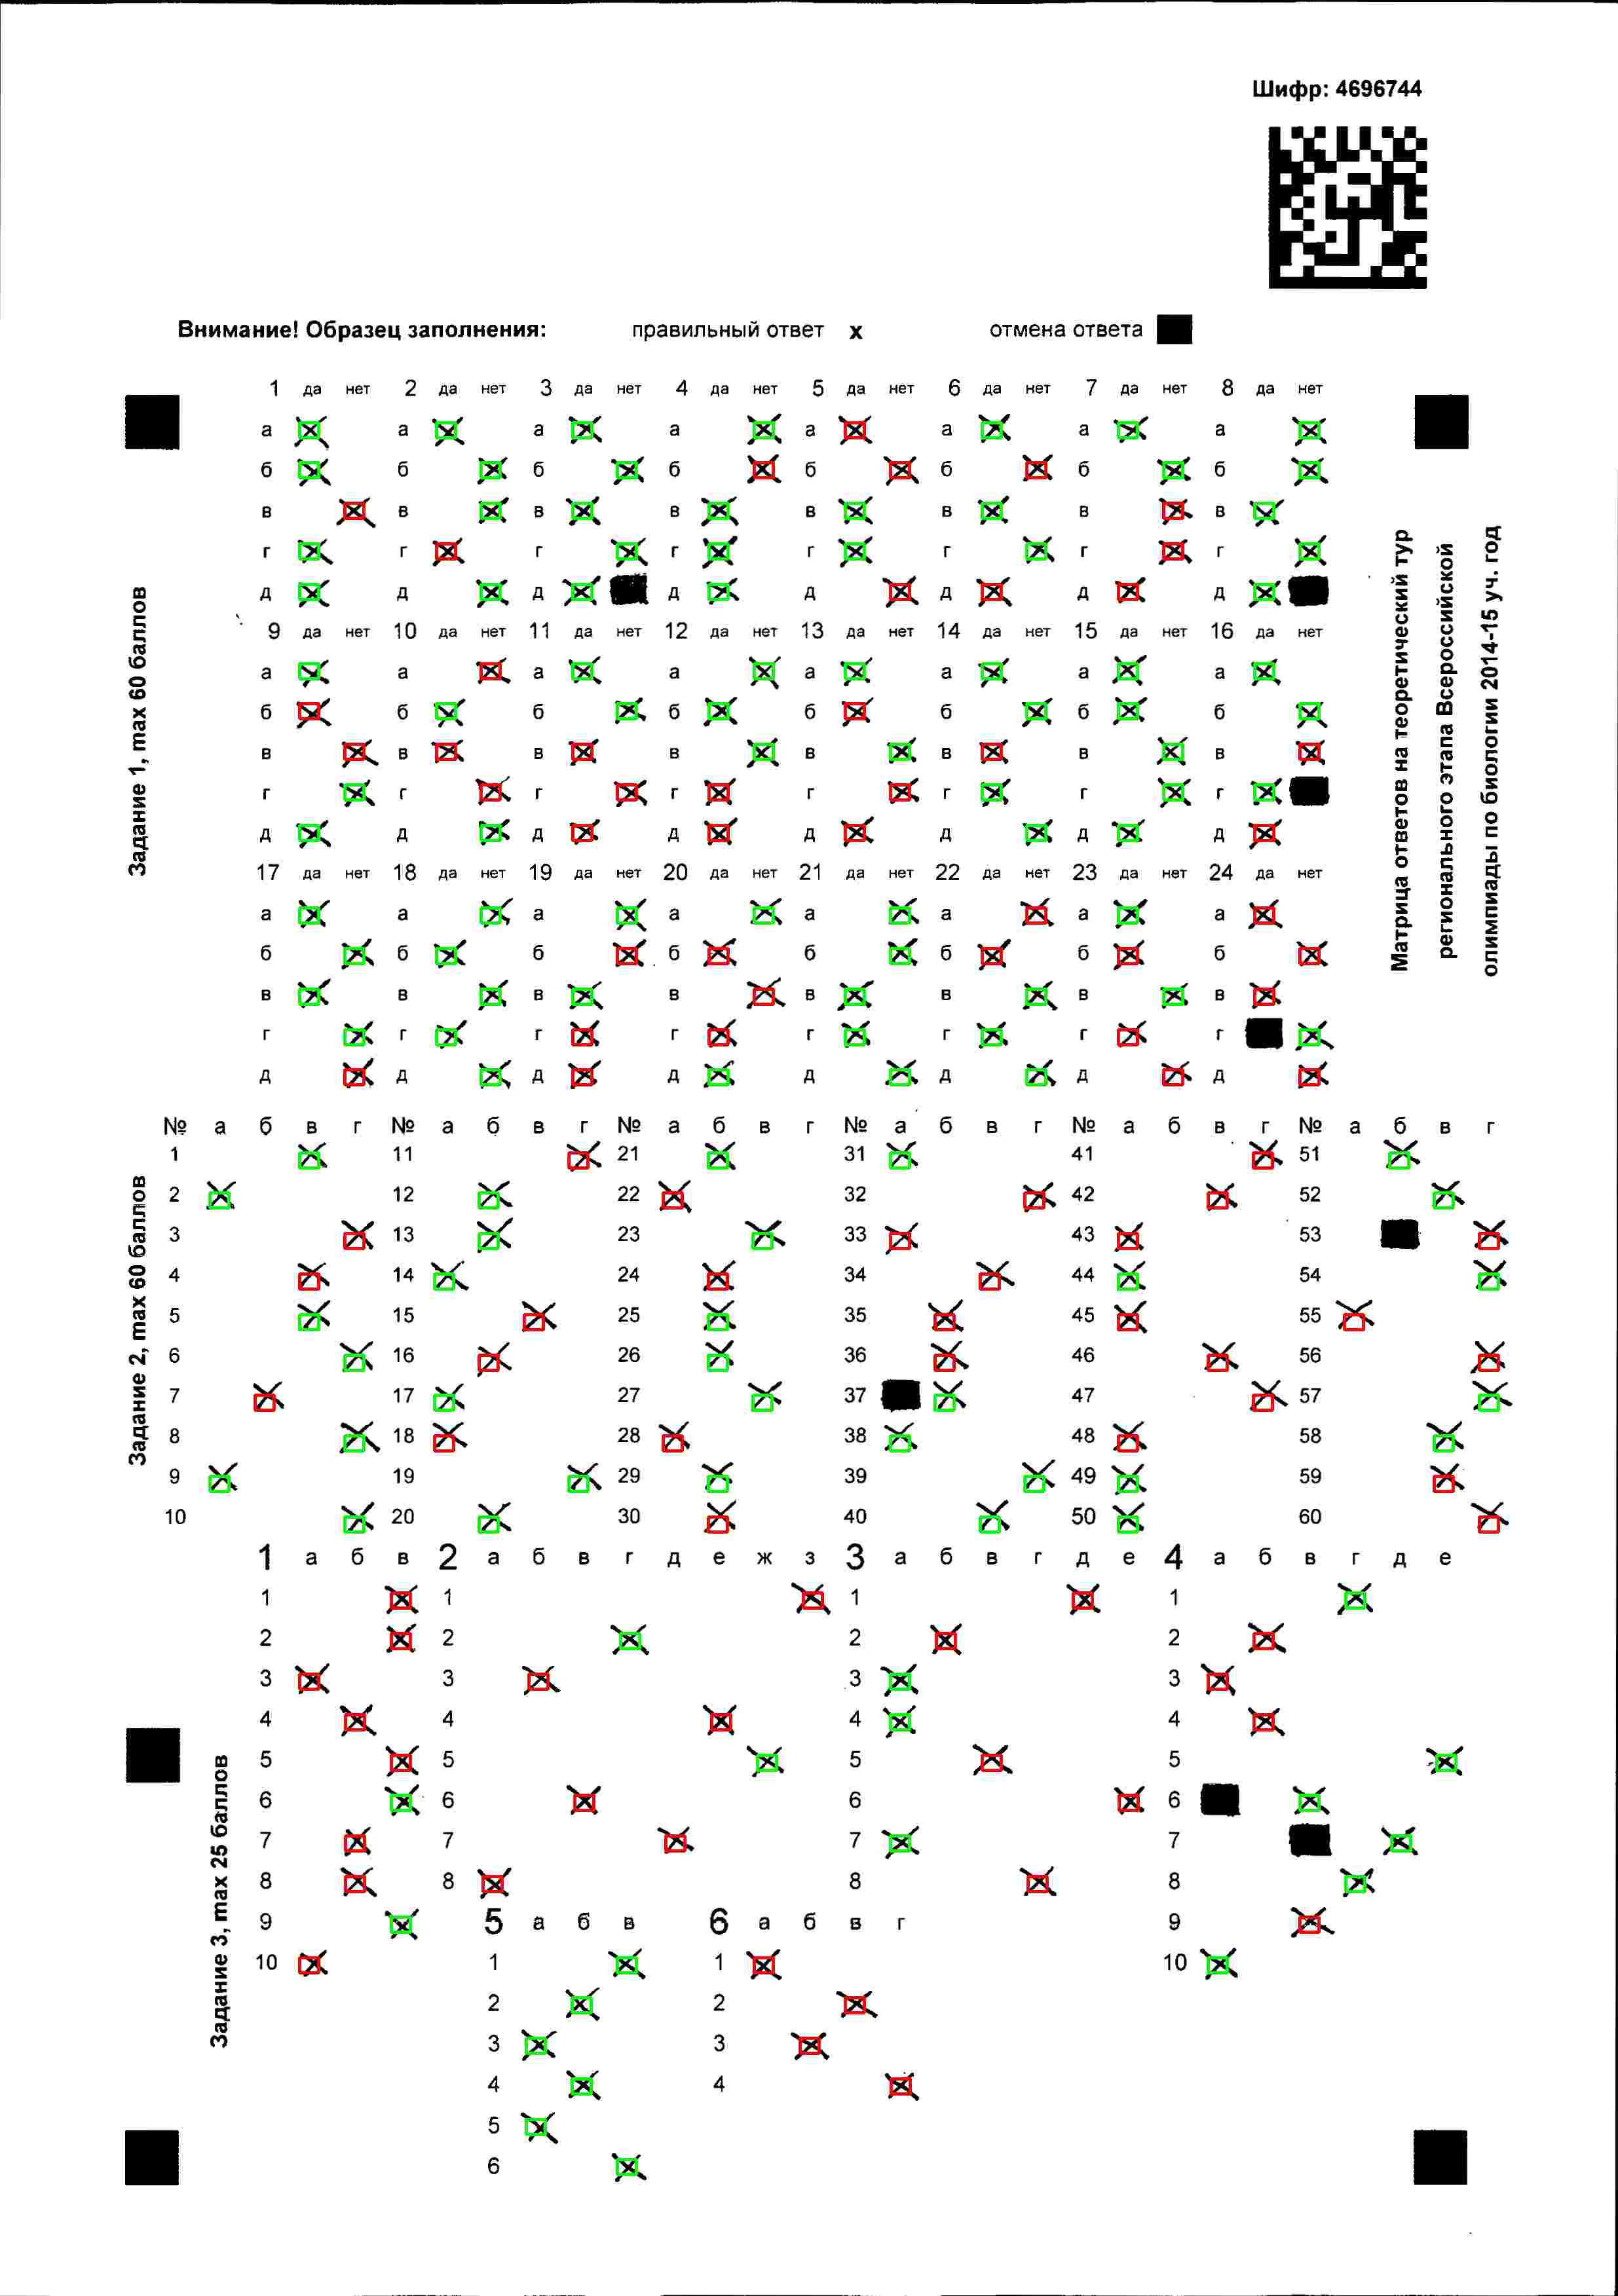 Шифр: 4696744
Внимание! Образец заполнения: правильный ответ х отмена ответа
1 да нет 2 да нет 3 да нет 4 да нет 5 да нет 6 да нет 7 да нет 8 да нет
а а а а а а а а
б б б б б б б б
в в в в в в в в
г г г г г г г г
д д д д д д д д
9 да нет 10 да нет 11 да нет 12 да нет 13 да нет 14 да нет 15 да нет 16 да нет
а а а а а а а а
б б б б б б б б
в в в в в в в в
г г г г г г г г
д д д д д д д д
17 да нет 18 да нет 19 да нет 20 да нет 21 да нет 22 да нет 23 да нет 24 да нет
а а а а а а а а
б б б б б б б б
в в в в в в в в
г г г г г г г г
д д д д д д д д
Задание 1, max 60 баллов
Матрица ответов на теоретический тур
регионального этапа Всероссийской
олимпиады по биологии 2014-15 уч. год
№ а б в г № а б в г № а б в г № а б в г № а б в г № а б в г
1 11 21 31 41 51
2 12 22 32 42 52
3 13 23 33 43 53
4 14 24 34 44 54
5 15 25 35 45 55
6 16 26 36 46 56
7 17 27 37 47 57
8 18 28 38 48 58
9 19 29 39 49 59
10 20 30 40 50 60
Задание 2, max 60 баллов
1 а б в 2 а б в г д е ж з 3 а б в г д е 4 а б в г д е
1 1 1 1
2 2 2 2
3 3 3 3
4 4 4 4
5 5 5 5
6 6 6 6
7 7 7 7
8 8 8 8
9 5 а б в 6 а б в г 9
10 1 1 10
2 2
3 3
4 4
5
6
Задание 3, max 25 баллов